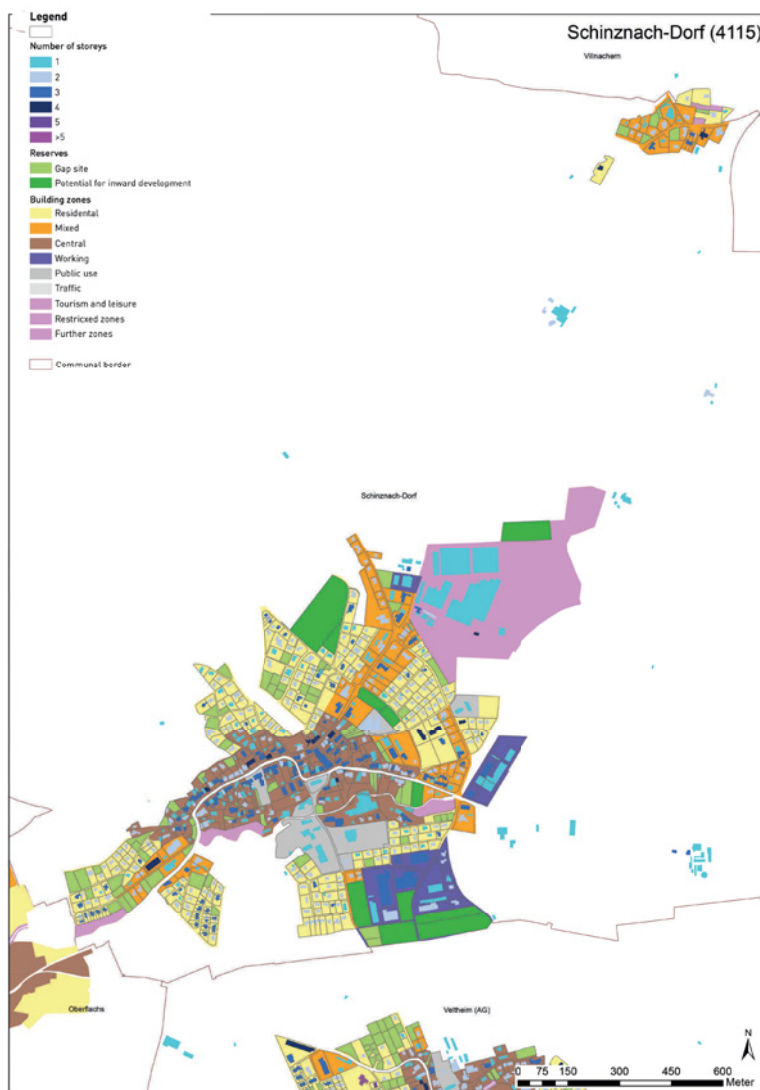 Legend
Schinznach-Dorf (4115)
Villnachern
Number of storeys
1
2
3
4
5
>5
Reserves
Gap site
Potential for inward development
Building zones
Residental
Mixed
Central
Working
Public use
Traffic
Tourism and leisure
Restricxed zones
Further zones
Communal border
Schinznach-Dorf
Oberflachs
Veltheim (AG)
N
0 75 150 300 450 600
Meter